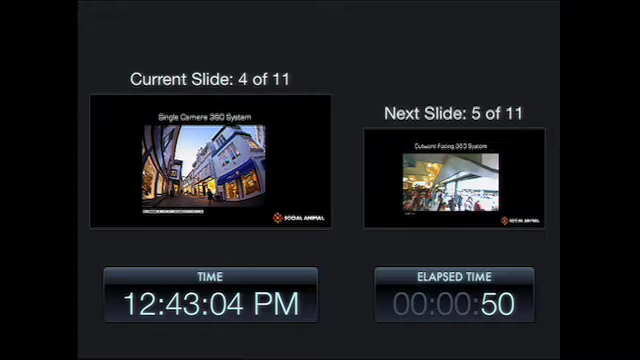 Current Slide: 4 of 11
Single Camera 360 System
SOCIAL ANIMAL
Next Slide: 5 of 11
Outward Facing 360 System
SOCIAL ANIMAL
TIME
12:43:04 PM
ELAPSED TIME
00:00:50